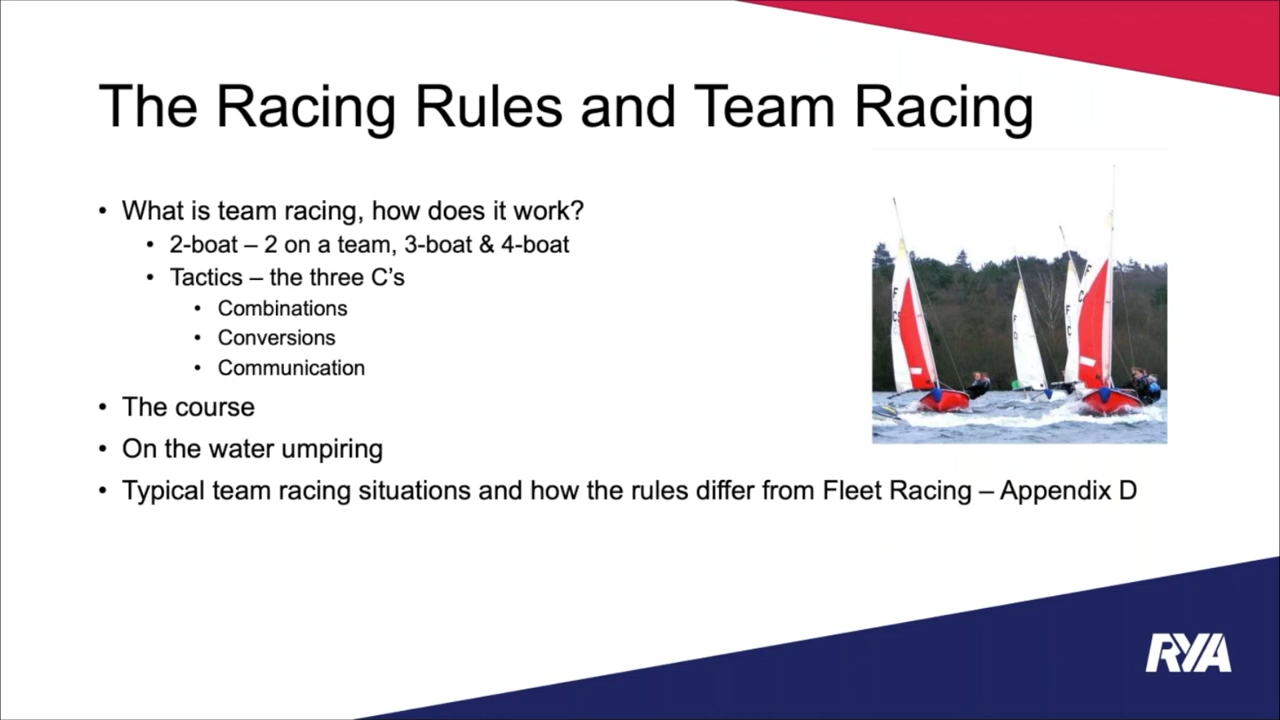 The Racing Rules and Team Racing
• What is team racing, how does it work?
• 2-boat – 2 on a team, 3-boat & 4-boat
• Tactics – the three C’s
• Combinations
• Conversions
• Communication
• The course
• On the water umpiring
• Typical team racing situations and how the rules differ from Fleet Racing – Appendix D
RYA